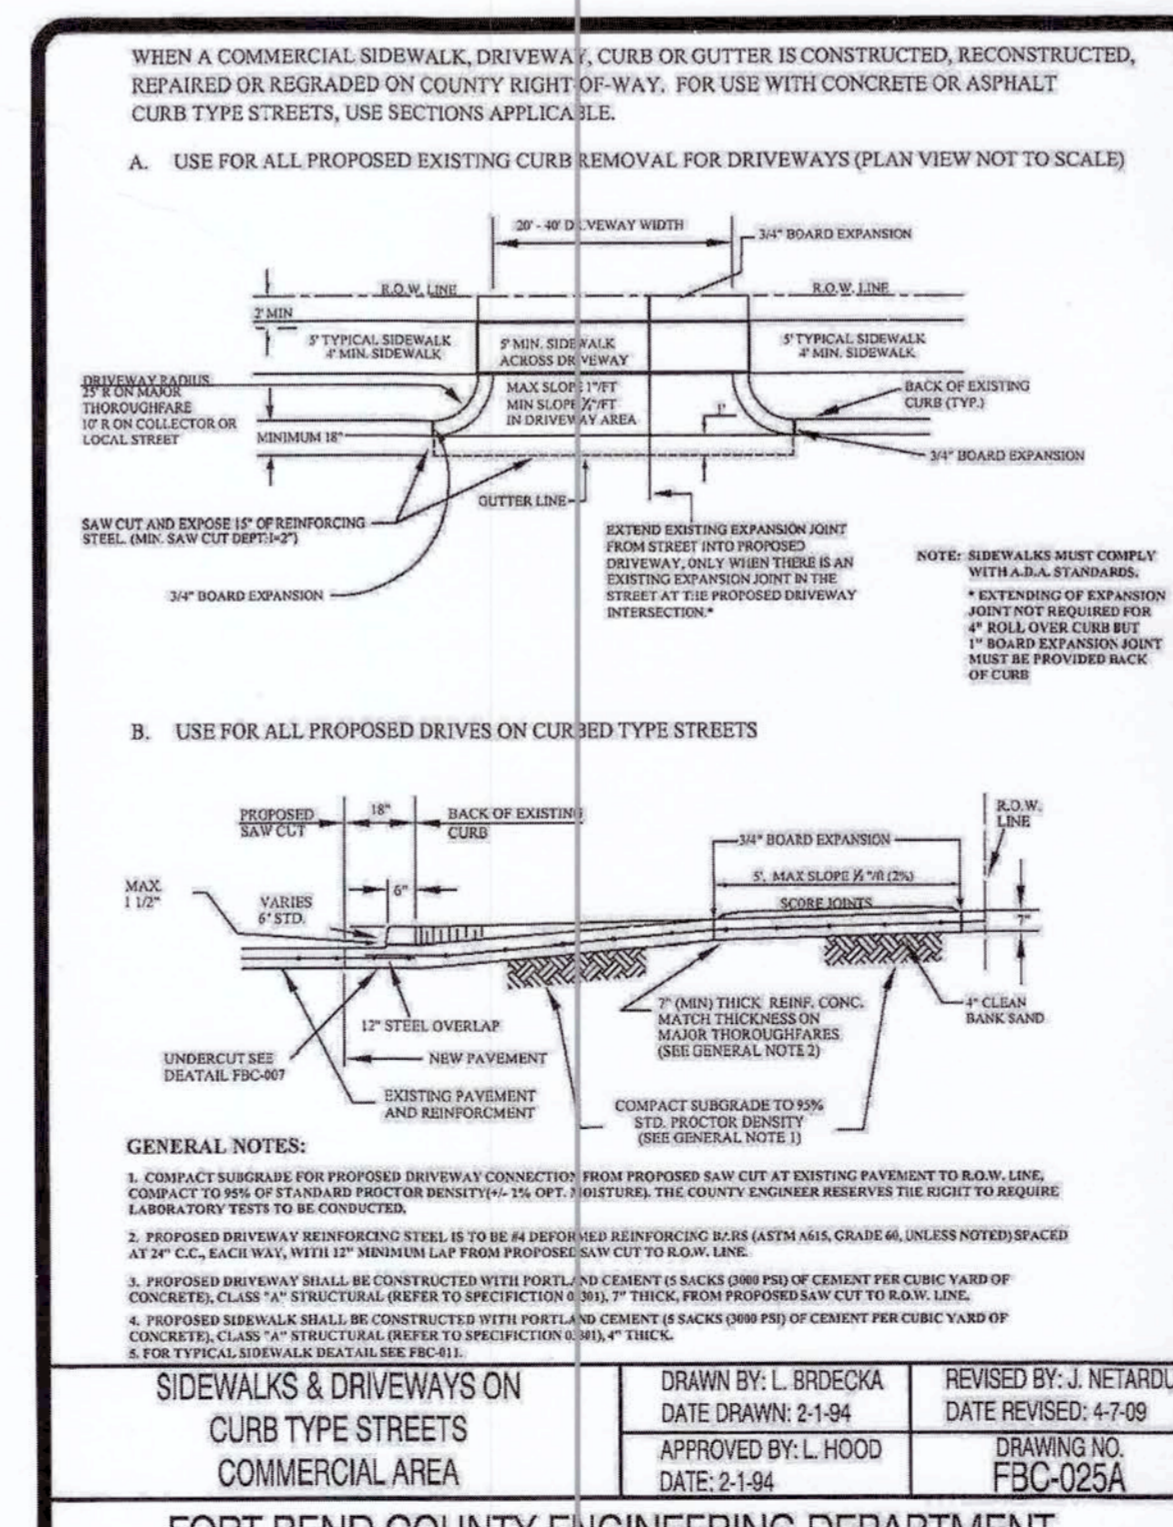 WHEN A COMMERCIAL SIDEWALK, DRIVEWAY, CURB OR GUTTER IS CONSTRUCTED, RECONSTRUCTED,
REPAIRED OR REGRADED ON COUNTY RIGHT-OF-WAY. FOR USE WITH CONCRETE OR ASPHALT
CURB TYPE STREETS, USE SECTIONS APPLICABLE.
A. USE FOR ALL PROPOSED EXISTING CURB REMOVAL FOR DRIVEWAYS (PLAN VIEW NOT TO SCALE)
20' - 40' DRIVEWAY WIDTH
3/4" BOARD EXPANSION
R.O.W. LINE
R.O.W. LINE
2' MIN
5' TYPICAL SIDEWALK
4' MIN. SIDEWALK
5' MIN. SIDEWALK
ACROSS DRIVEWAY
5' TYPICAL SIDEWALK
4' MIN. SIDEWALK
DRIVEWAY RADIUS
25' R ON MAJOR
THOROUGHFARE
10' R ON COLLECTOR OR
LOCAL STREET
MAX SLOPE 1"/FT
MIN SLOPE ½"/FT
IN DRIVEWAY AREA
1'
BACK OF EXISTING
CURB (TYP.)
MINIMUM 18"
3/4" BOARD EXPANSION
GUTTER LINE
SAW CUT AND EXPOSE 15" OF REINFORCING
STEEL. (MIN. SAW CUT DEPTH=2")
3/4" BOARD EXPANSION
EXTEND EXISTING EXPANSION JOINT
FROM STREET INTO PROPOSED
DRIVEWAY, ONLY WHEN THERE IS AN
EXISTING EXPANSION JOINT IN THE
STREET AT THE PROPOSED DRIVEWAY
INTERSECTION.*
NOTE: SIDEWALKS MUST COMPLY
WITH A.D.A. STANDARDS.
* EXTENDING OF EXPANSION
JOINT NOT REQUIRED FOR
4" ROLL OVER CURB BUT
1" BOARD EXPANSION JOINT
MUST BE PROVIDED BACK
OF CURB
B. USE FOR ALL PROPOSED DRIVES ON CURBED TYPE STREETS
PROPOSED
SAW CUT
18"
BACK OF EXISTING
CURB
R.O.W.
LINE
3/4" BOARD EXPANSION
MAX.
1 1/2"
VARIES
6" STD.
6"
5', MAX SLOPE ½ "/ft (2%)
SCORE JOINTS
7"
12" STEEL OVERLAP
7" (MIN) THICK REINF. CONC.
MATCH THICKNESS ON
MAJOR THOROUGHFARES
(SEE GENERAL NOTE 2)
4" CLEAN
BANK SAND
UNDERCUT SEE
DEATAIL FBC-007
NEW PAVEMENT
EXISTING PAVEMENT
AND REINFORCMENT
COMPACT SUBGRADE TO 95%
STD. PROCTOR DENSITY
(SEE GENERAL NOTE 1)
GENERAL NOTES:
1. COMPACT SUBGRADE FOR PROPOSED DRIVEWAY CONNECTION FROM PROPOSED SAW CUT AT EXISTING PAVEMENT TO R.O.W. LINE,
COMPACT TO 95% OF STANDARD PROCTOR DENSITY(+/- 2% OPT. MOISTURE). THE COUNTY ENGINEER RESERVES THE RIGHT TO REQUIRE
LABORATORY TESTS TO BE CONDUCTED.
2. PROPOSED DRIVEWAY REINFORCING STEEL IS TO BE #4 DEFORMED REINFORCING BARS (ASTM A615, GRADE 60, UNLESS NOTED) SPACED
AT 24" C.C., EACH WAY, WITH 12" MINIMUM LAP FROM PROPOSED SAW CUT TO R.O.W. LINE.
3. PROPOSED DRIVEWAY SHALL BE CONSTRUCTED WITH PORTLAND CEMENT (5 SACKS (3000 PSI) OF CEMENT PER CUBIC YARD OF
CONCRETE), CLASS "A" STRUCTURAL (REFER TO SPECIFICTION 03301), 7" THICK, FROM PROPOSED SAW CUT TO R.O.W. LINE.
4. PROPOSED SIDEWALK SHALL BE CONSTRUCTED WITH PORTLAND CEMENT (5 SACKS (3000 PSI) OF CEMENT PER CUBIC YARD OF
CONCRETE), CLASS "A" STRUCTURAL (REFER TO SPECIFICTION 03301), 4" THICK.
5. FOR TYPICAL SIDEWALK DEATAIL SEE FBC-011.
SIDEWALKS & DRIVEWAYS ON
CURB TYPE STREETS
COMMERCIAL AREA
DRAWN BY: L. BRDECKA
DATE DRAWN: 2-1-94
REVISED BY: J. NETARDU
DATE REVISED: 4-7-09
APPROVED BY: L. HOOD
DATE: 2-1-94
DRAWING NO.
FBC-025A
FORT BEND COUNTY ENGINEERING DEPARTMENT